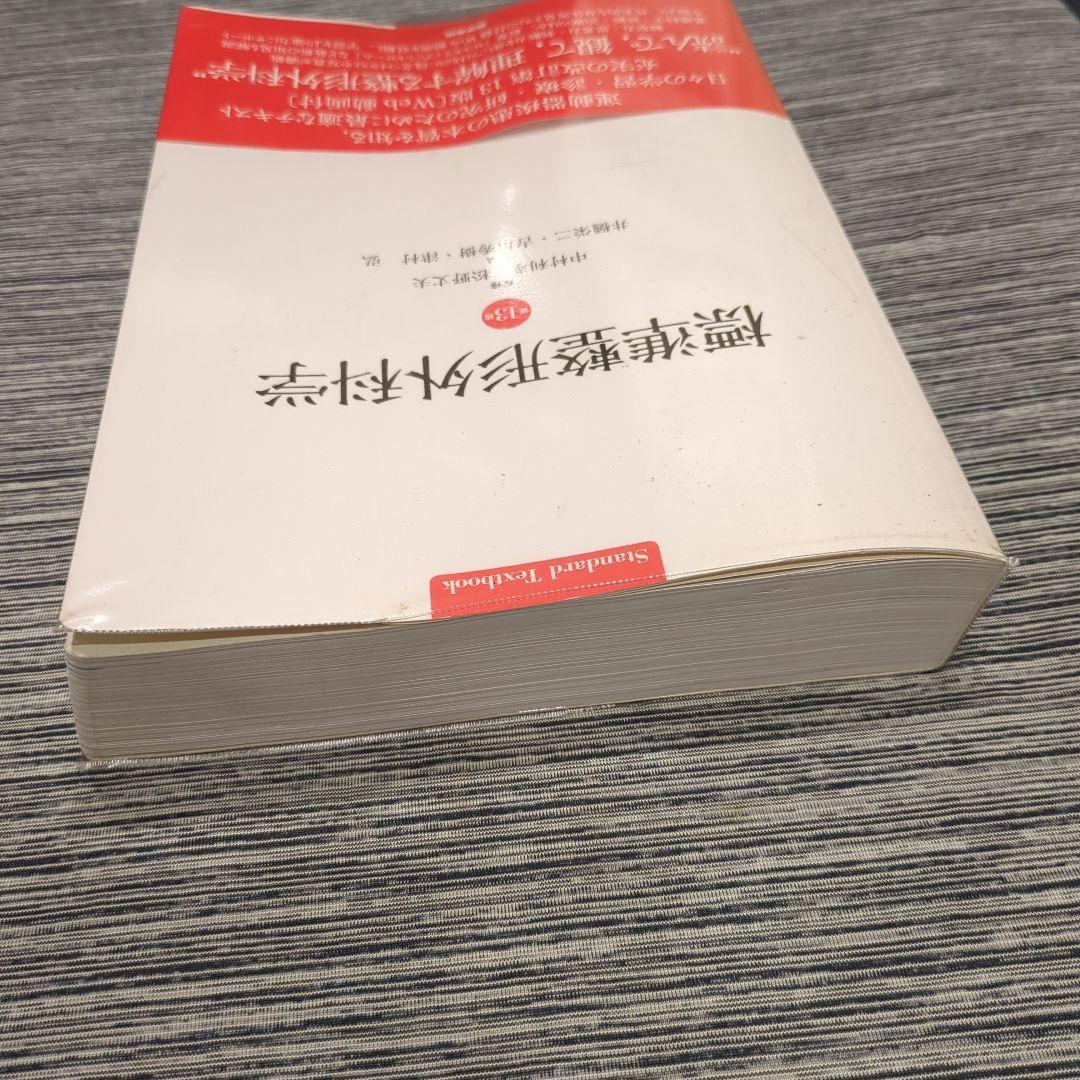 Standard Textbook
標準整形外科学
第13版
監修
中村利孝 松野丈夫
井樋栄二・吉川秀樹・津村 弘
運動器疾患の本質を知る,
日々の学習・診療・研究のために最適なテキスト
充実の改訂第13版〔Web動画付〕
“読んで, 観て, 理解する整形外科学”